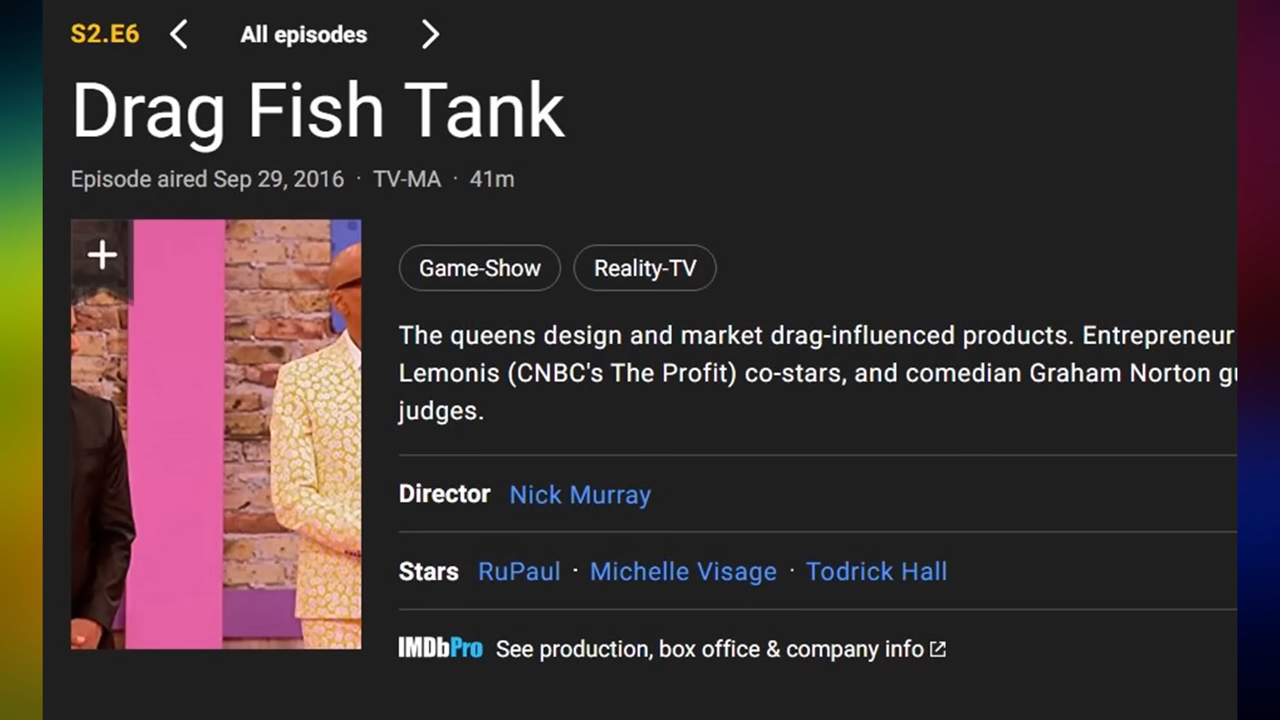 S2.E6 All episodes
Drag Fish Tank
Episode aired Sep 29, 2016 · TV-MA · 41m
Game-Show Reality-TV
The queens design and market drag-influenced products. Entrepreneur
Lemonis (CNBC's The Profit) co-stars, and comedian Graham Norton
judges.
Director Nick Murray
Stars RuPaul · Michelle Visage · Todrick Hall
IMDbPro See production, box office & company info